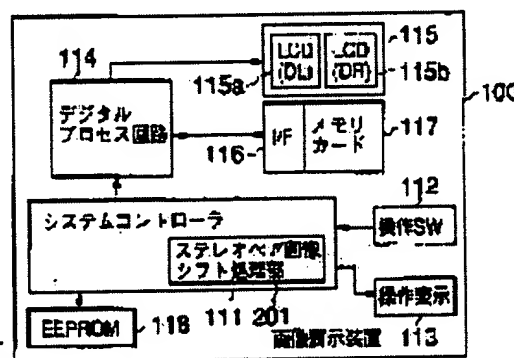 114
115
LCD
(DL)
LCD
(DR)
115a
115b
100
デジタル
プロセス回路
I/F
メモリ
カード
117
116
112
システムコントローラ
操作SW
ステレオペア画像
シフト処理部
操作表示
111
201
EEPROM
118
画像表示装置
113